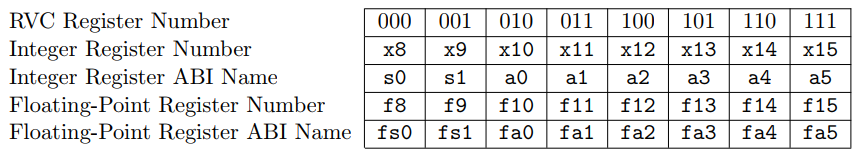 RVC Register Number 000 001 010 011 100 101 110 111
Integer Register Number x8 x9 x10 x11 x12 x13 x14 x15
Integer Register ABI Name s0 s1 a0 a1 a2 a3 a4 a5
Floating-Point Register Number f8 f9 f10 f11 f12 f13 f14 f15
Floating-Point Register ABI Name fs0 fs1 fa0 fa1 fa2 fa3 fa4 fa5